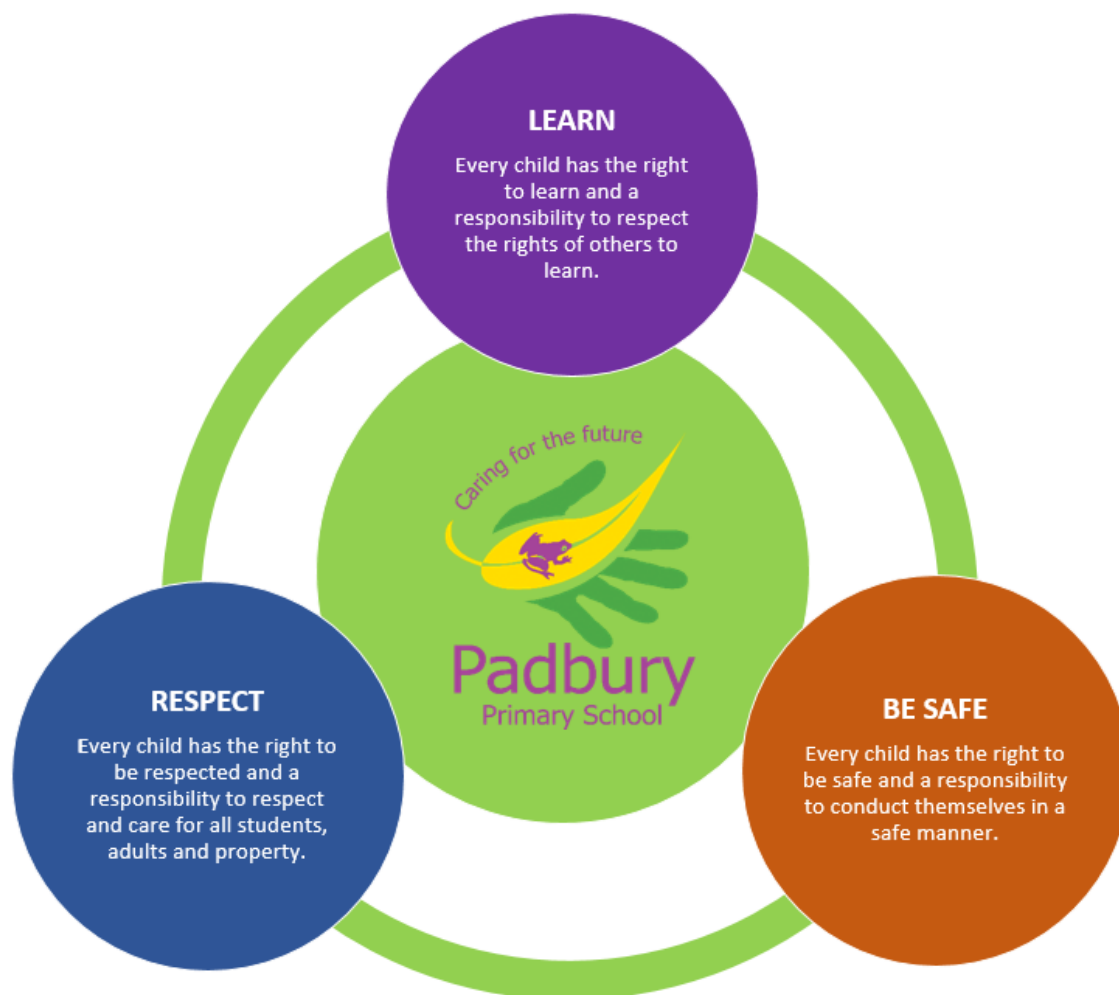 LEARN
Every child has the right
to learn and a
responsibility to respect
the rights of others to
learn.
Caring for the future
Padbury
Primary School
RESPECT
Every child has the right to
be respected and a
responsibility to respect
and care for all students,
adults and property.
BE SAFE
Every child has the right to
be safe and a responsibility
to conduct themselves in a
safe manner.